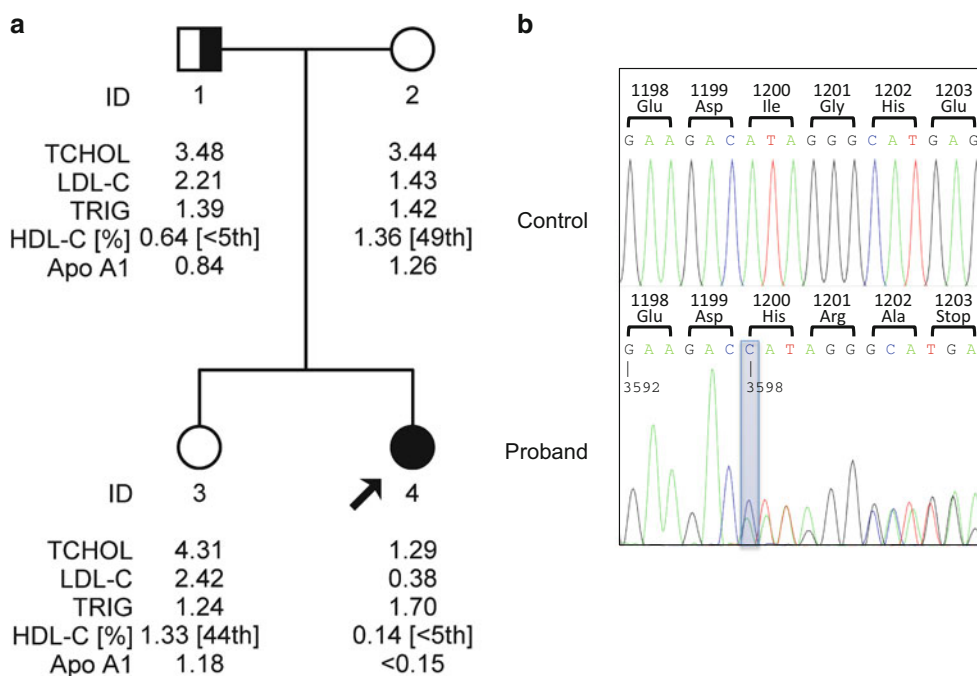 a
ID 1 2
TCHOL 3.48 3.44
LDL-C 2.21 1.43
TRIG 1.39 1.42
HDL-C [%] 0.64 [<5th] 1.36 [49th]
Apo A1 0.84 1.26
ID 3 4
TCHOL 4.31 1.29
LDL-C 2.42 0.38
TRIG 1.24 1.70
HDL-C [%] 1.33 [44th] 0.14 [<5th]
Apo A1 1.18 <0.15
b
1198 1199 1200 1201 1202 1203
Glu Asp Ile Gly His Glu
G A A G A C A T A G G G C A T G A G
Control
1198 1199 1200 1201 1202 1203
Glu Asp His Arg Ala Stop
G A A G A C C A T A G G G C A T G A
3592 3598
Proband